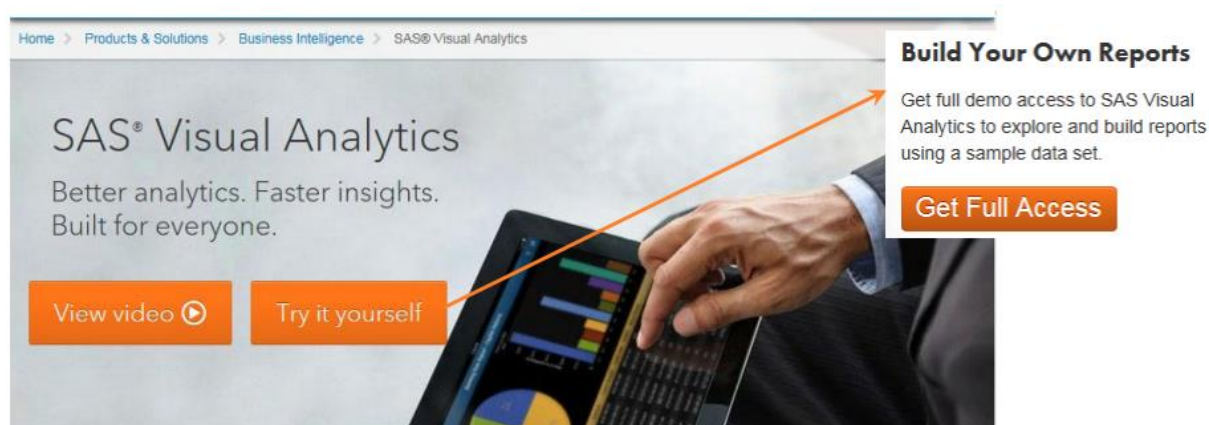 Home > Products & Solutions > Business Intelligence > SAS® Visual Analytics
SAS® Visual Analytics
Better analytics. Faster insights.
Built for everyone.
View video
Try it yourself
Build Your Own Reports
Get full demo access to SAS Visual
Analytics to explore and build reports
using a sample data set.
Get Full Access